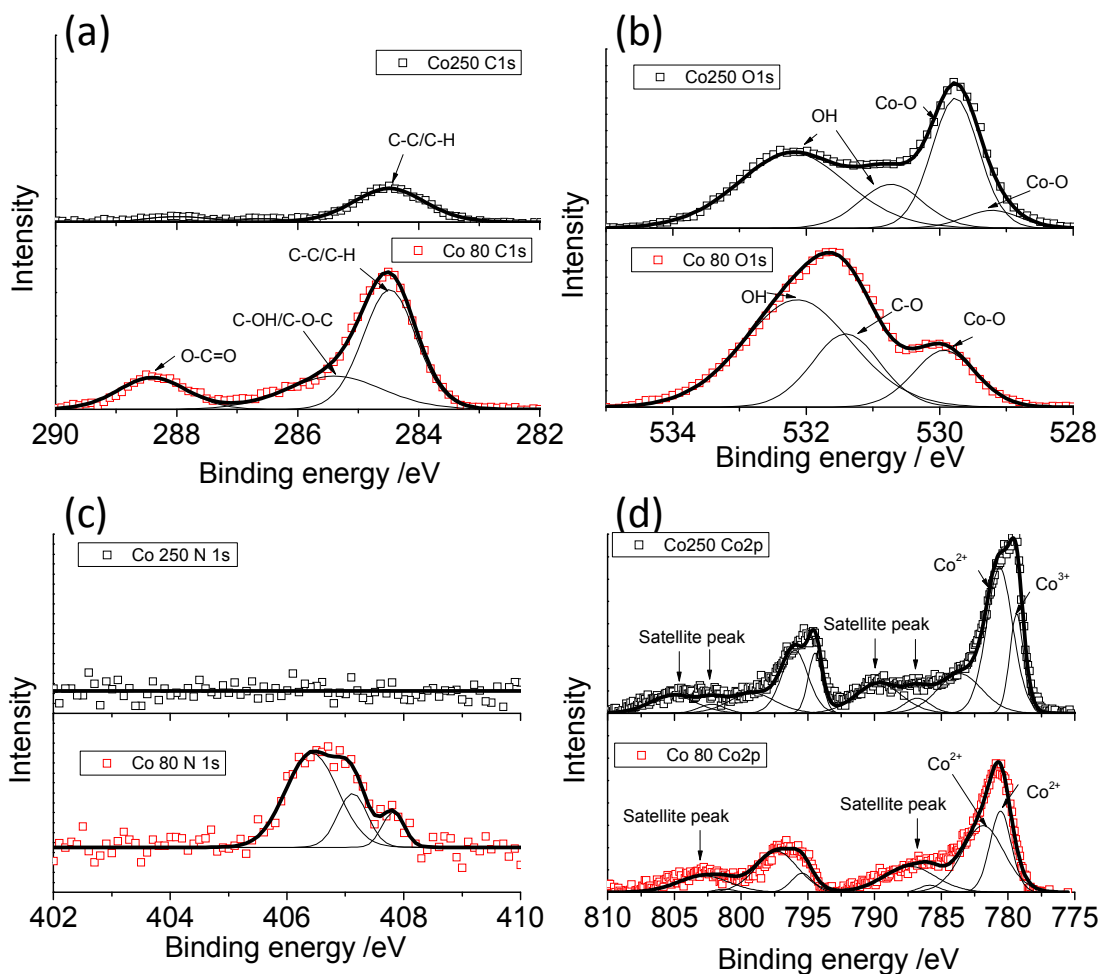 (a)
Co250 C1s
C-C/C-H
Co 80 C1s
C-C/C-H
C-OH/C-O-C
O-C=O
Intensity
290 288 286 284 282
Binding energy /eV
(b)
Co250 O1s
OH
Co-O
Co-O
Co 80 O1s
OH
C-O
Co-O
Intensity
534 532 530 528
Binding energy / eV
(c)
Co 250 N 1s
Co 80 N 1s
Intensity
402 404 406 408 410
Binding energy /eV
(d)
Co250 Co2p
Co²⁺
Co³⁺
Satellite peak
Satellite peak
Co 80 Co2p
Co²⁺
Co²⁺
Satellite peak
Satellite peak
Intensity
810 805 800 795 790 785 780 775
Binding energy /eV